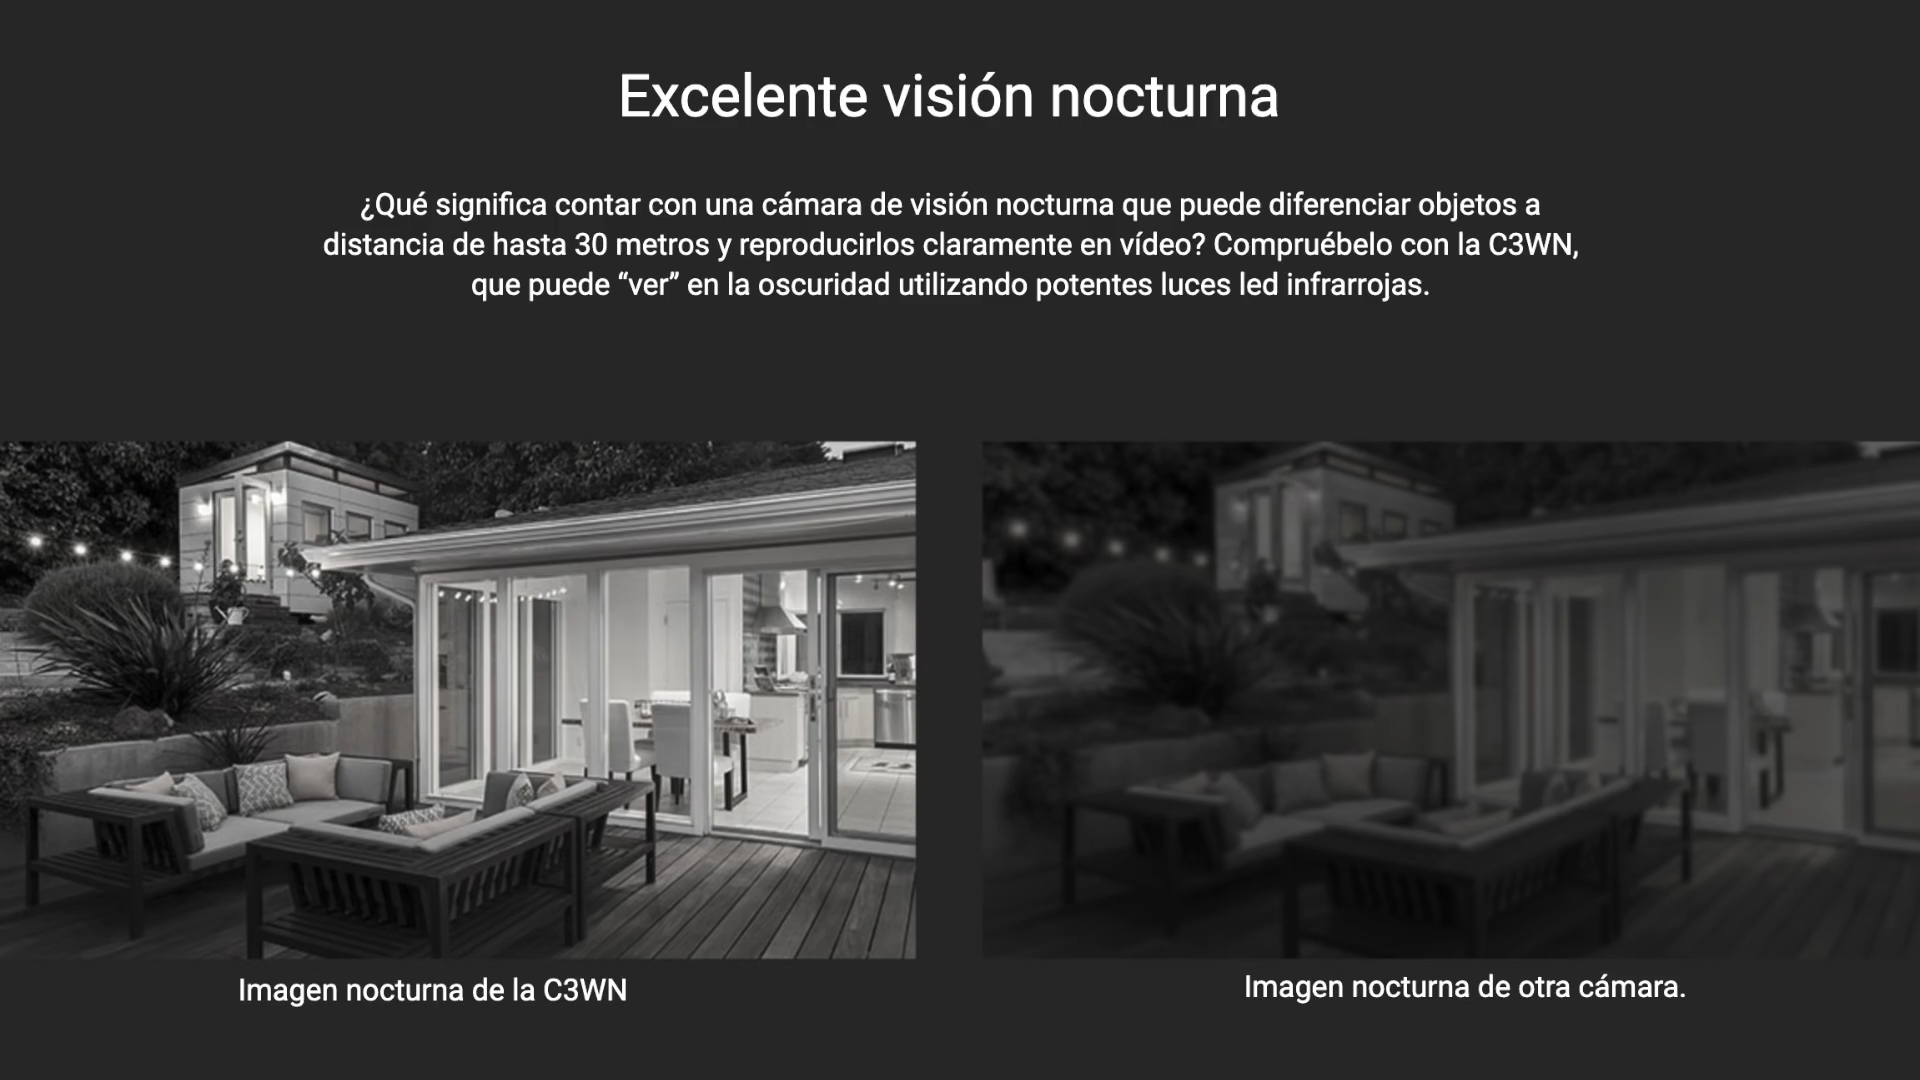 Excelente visión nocturna
¿Qué significa contar con una cámara de visión nocturna que puede diferenciar objetos a
distancia de hasta 30 metros y reproducirlos claramente en vídeo? Compruébelo con la C3WN,
que puede “ver” en la oscuridad utilizando potentes luces led infrarrojas.
Imagen nocturna de la C3WN
Imagen nocturna de otra cámara.